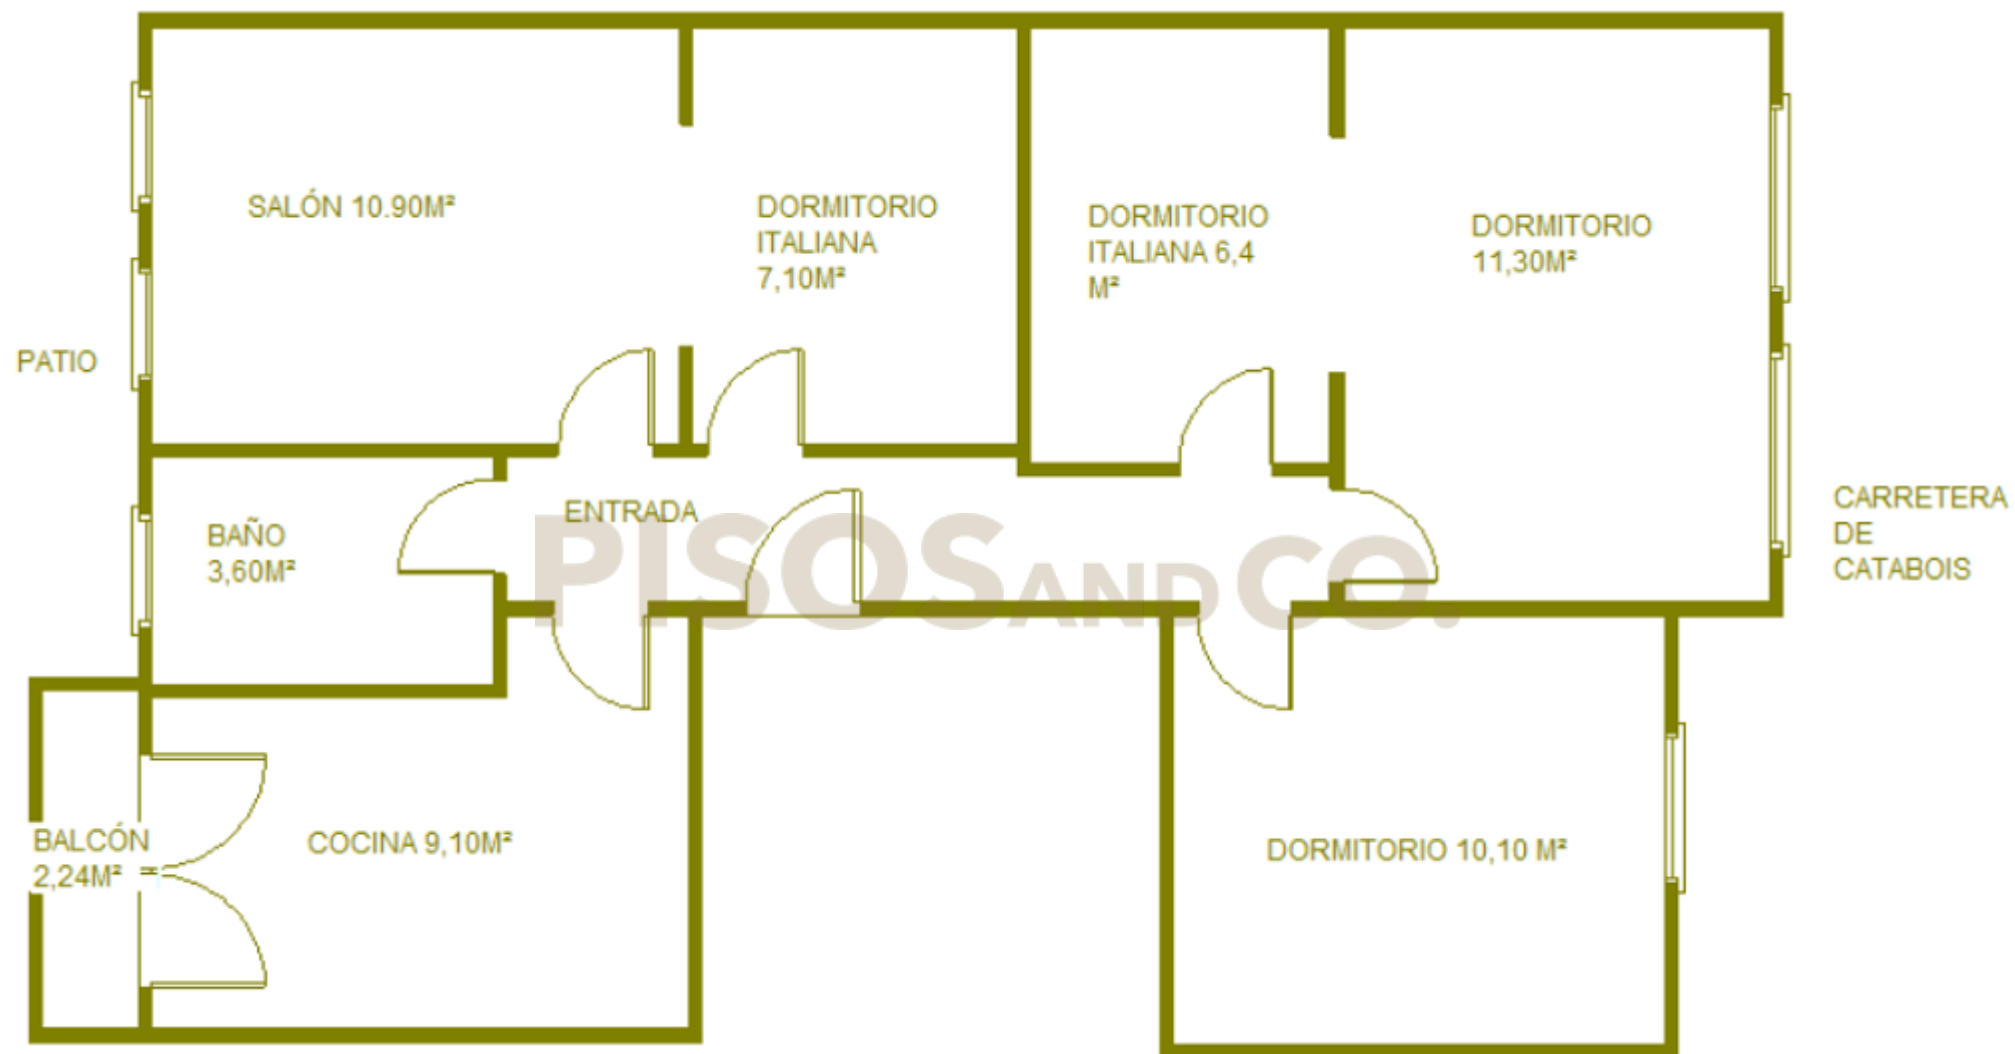 SALÓN 10.90M²
DORMITORIO
ITALIANA
7,10M²
DORMITORIO
ITALIANA 6,4
M²
DORMITORIO
11,30M²
PATIO
CARRETERA
DE
CATABOIS
ENTRADA
BAÑO
3,60M²
PISOS AND CO.
BALCÓN
2,24M²
COCINA 9,10M²
DORMITORIO 10,10 M²